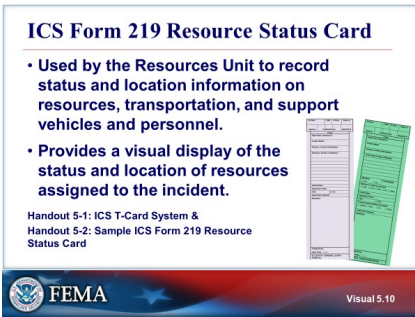 ICS Form 219 Resource Status Card
• Used by the Resources Unit to record
status and location information on
resources, transportation, and support
vehicles and personnel.
• Provides a visual display of the
status and location of resources
assigned to the incident.
Handout 5-1: ICS T-Card System &
Handout 5-2: Sample ICS Form 219 Resource
Status Card
FEMA
Visual 5.10